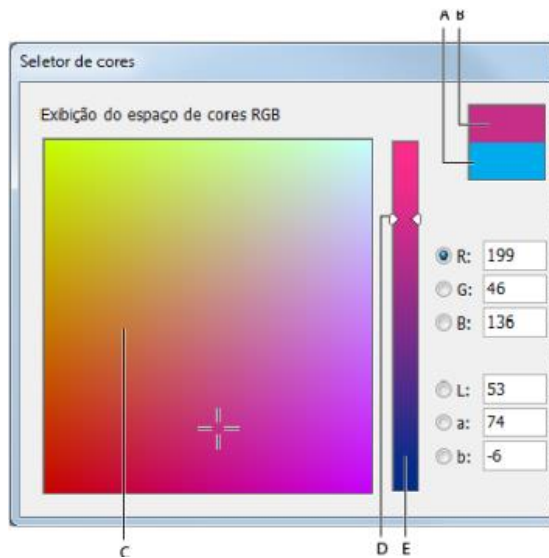 A B
Seletor de cores
Exibição do espaço de cores RGB
R: 199
G: 46
B: 136
L: 53
a: 74
b: -6
C D E